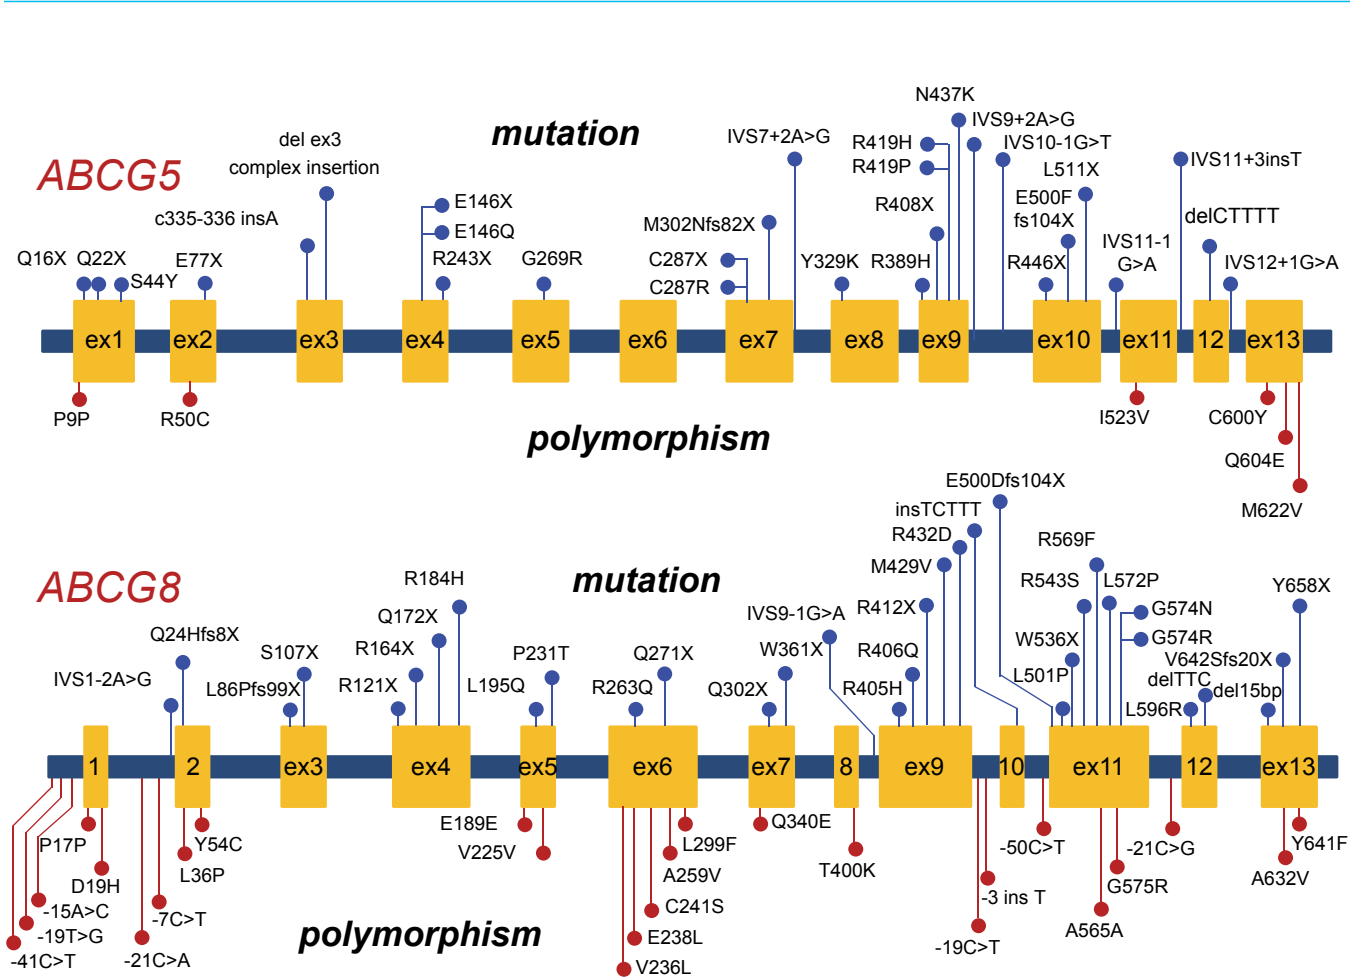 N437K
mutation
IVS7+2A>G
IVS9+2A>G
del ex3
R419H
IVS10-1G>T
complex insertion
R419P
L511X
IVS11+3insT
ABCG5
E146X
R408X
E500F
fs104X
c335-336 insA
E146Q
M302Nfs82X
delCTTTT
Q16X
Q22X
E77X
R243X
G269R
C287X
Y329K
R389H
R446X
IVS11-1
G>A
IVS12+1G>A
S44Y
C287R
ex1
ex2
ex3
ex4
ex5
ex6
ex7
ex8
ex9
ex10
ex11
12
ex13
P9P
R50C
I523V
C600Y
polymorphism
Q604E
M622V
E500Dfs104X
insTCTTT
R432D
R569F
ABCG8
mutation
M429V
R184H
R543S
L572P
Y658X
Q172X
IVS9-1G>A
R412X
G574N
Q24Hfs8X
R164X
W361X
R406Q
W536X
G574R
S107X
P231T
Q271X
V642Sfs20X
IVS1-2A>G
L86Pfs99X
R121X
L195Q
R263Q
Q302X
R405H
L501P
delTTC
del15bp
L596R
1
2
ex3
ex4
ex5
ex6
ex7
8
ex9
10
ex11
12
ex13
P17P
Y54C
E189E
L299F
Q340E
-50C>T
-21C>G
Y641F
V225V
D19H
L36P
A259V
T400K
G575R
A632V
-15A>C
-7C>T
C241S
-3 ins T
-19T>G
polymorphism
E238L
A565A
-41C>T
-21C>A
V236L
-19C>T